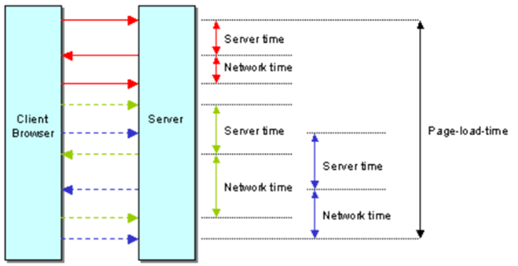 Client
Browser
Server
Server time
Network time
Server time
Network time
Server time
Network time
Page-load-time